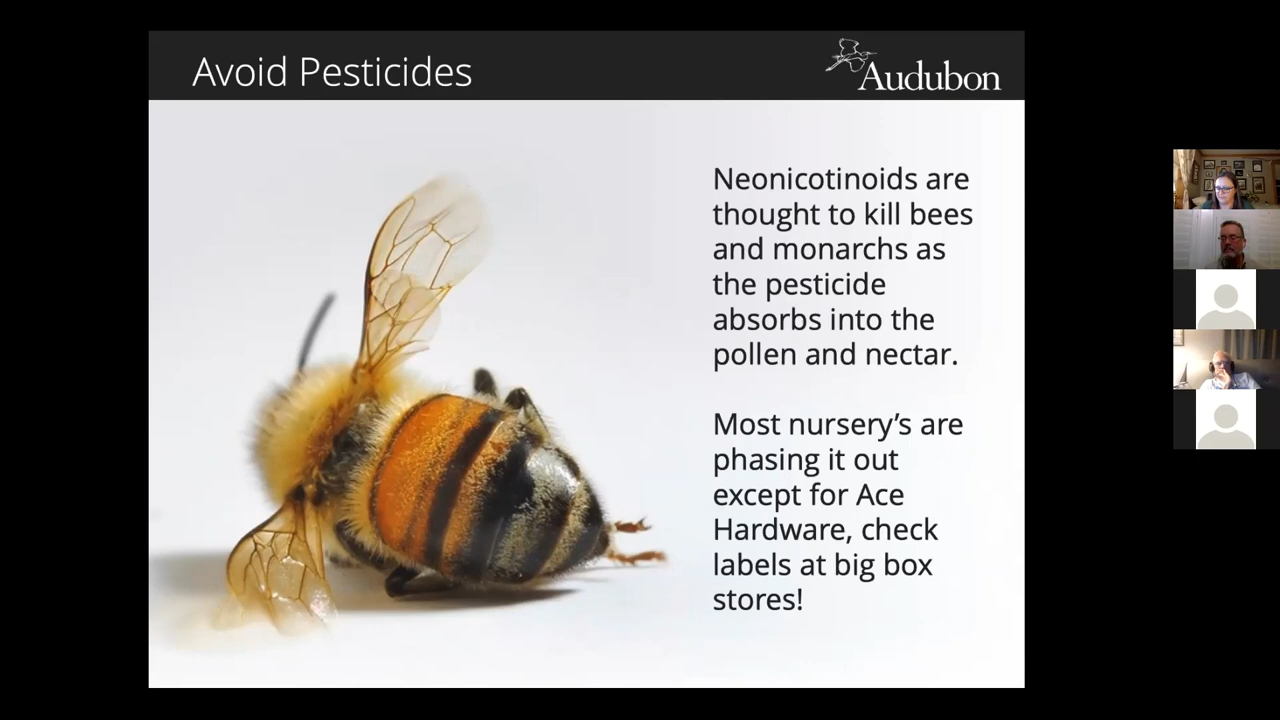 Avoid Pesticides
Audubon
Neonicotinoids are
thought to kill bees
and monarchs as
the pesticide
absorbs into the
pollen and nectar.
Most nursery’s are
phasing it out
except for Ace
Hardware, check
labels at big box
stores!